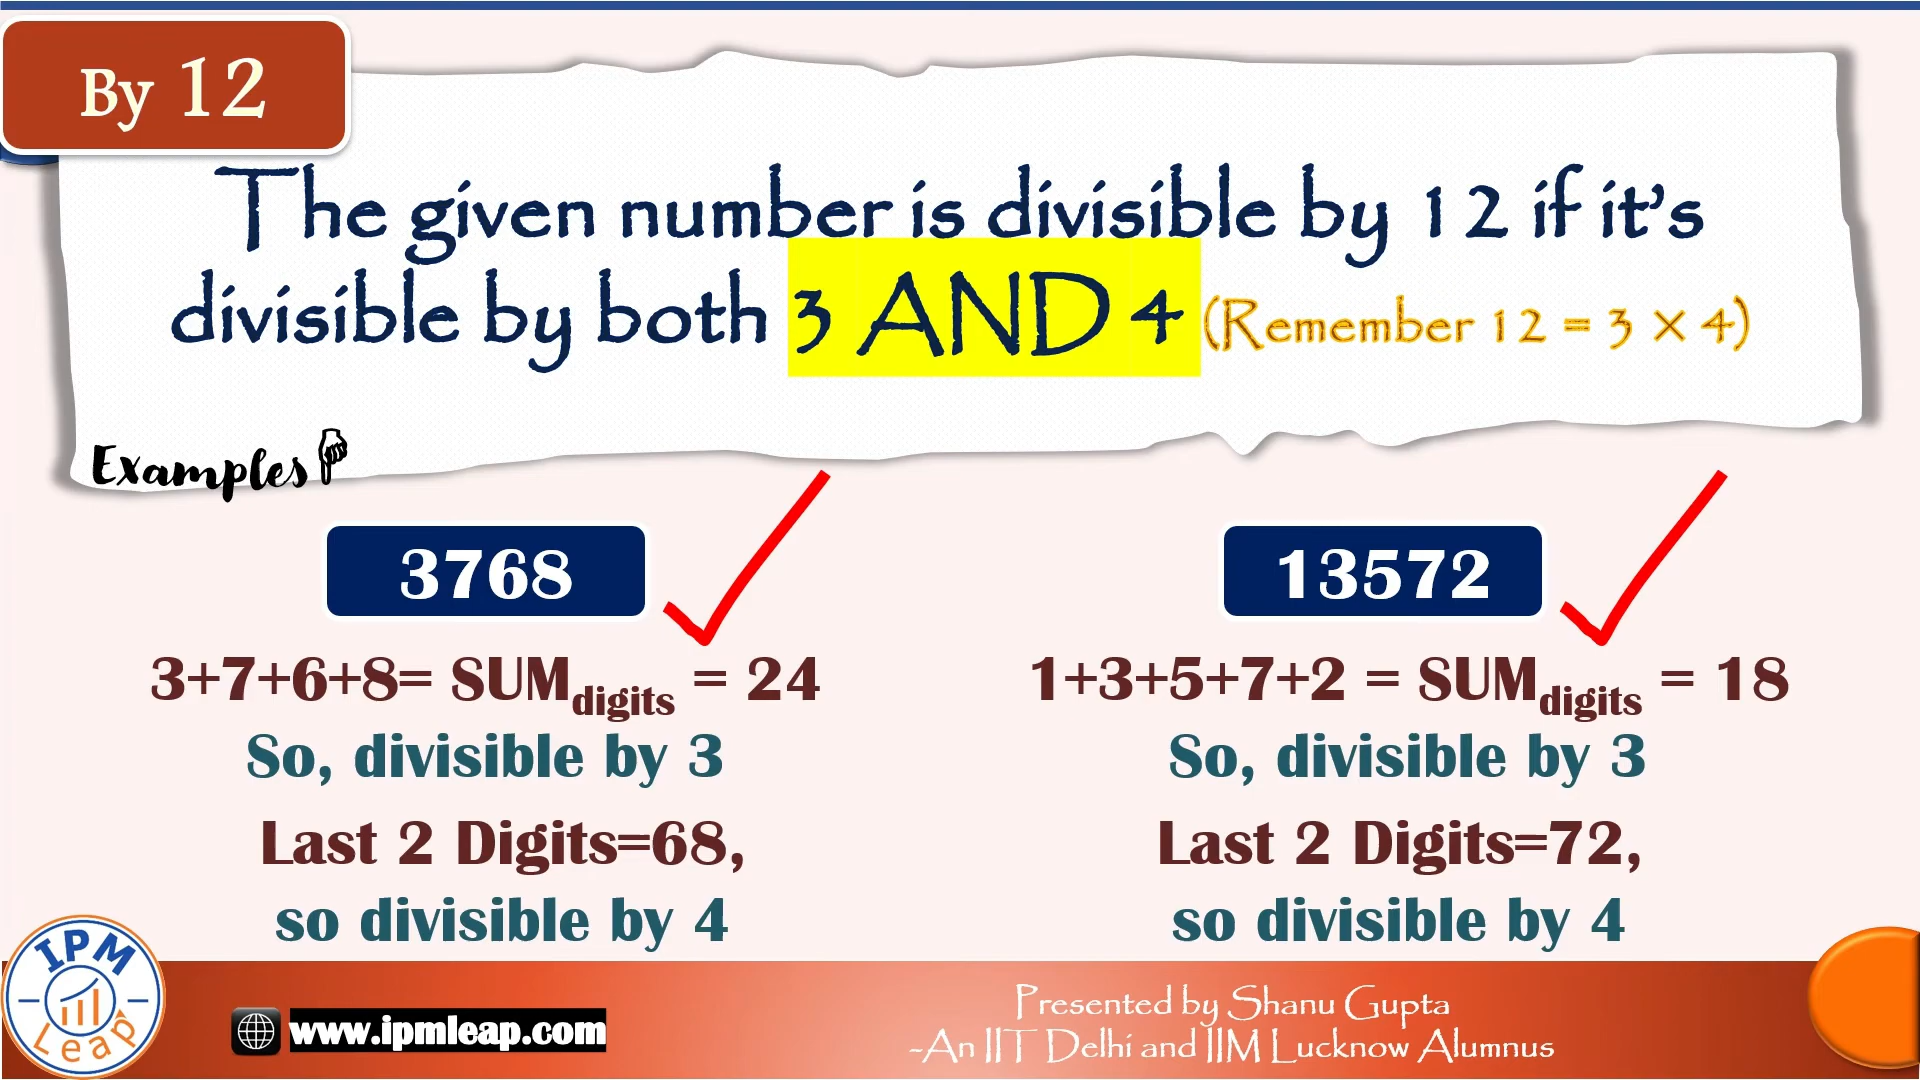 By 12
The given number is divisible by 12 if it's
divisible by both 3 AND 4 (Remember 12 = 3 × 4)
Examples
3768
3+7+6+8= SUMdigits = 24
So, divisible by 3
Last 2 Digits=68,
so divisible by 4
13572
1+3+5+7+2 = SUMdigits = 18
So, divisible by 3
Last 2 Digits=72,
so divisible by 4
IPM
Leap
www.ipmleap.com
Presented by Shanu Gupta
-An IIT Delhi and IIM Lucknow Alumnus